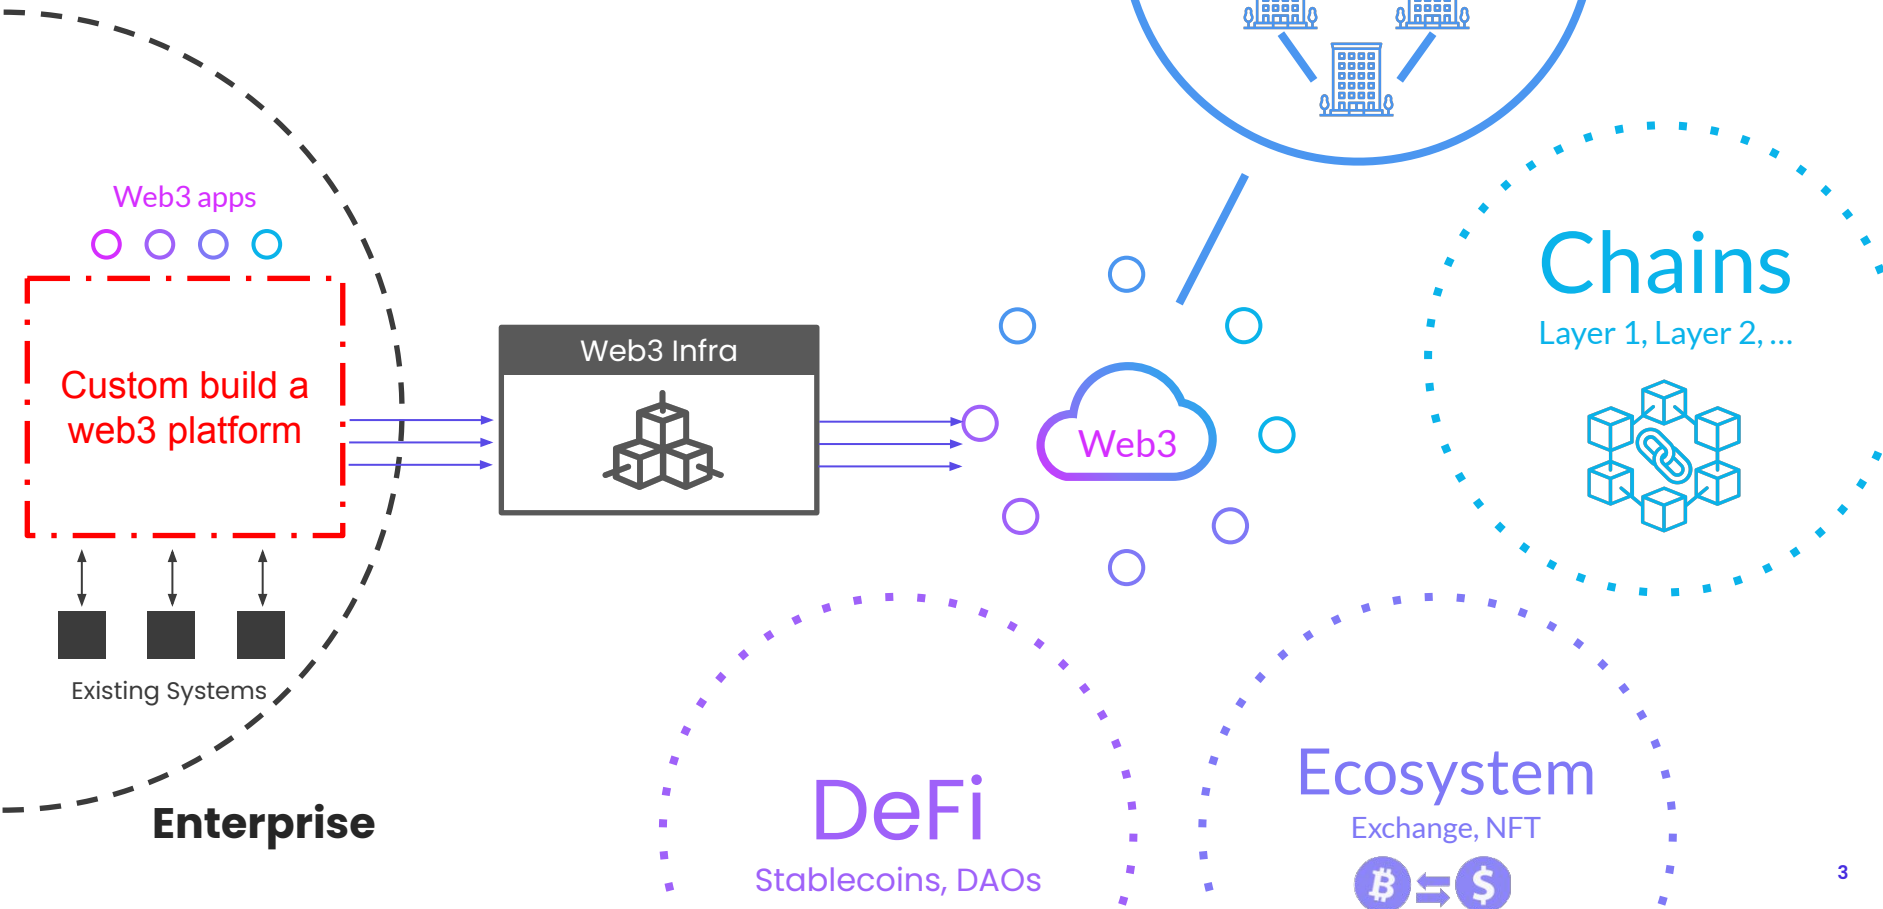 Web3 apps
Custom build a
web3 platform
Existing Systems
Enterprise
Web3 Infra
Web3
Chains
Layer 1, Layer 2, ...
DeFi
Stablecoins, DAOs
Ecosystem
Exchange, NFT
3